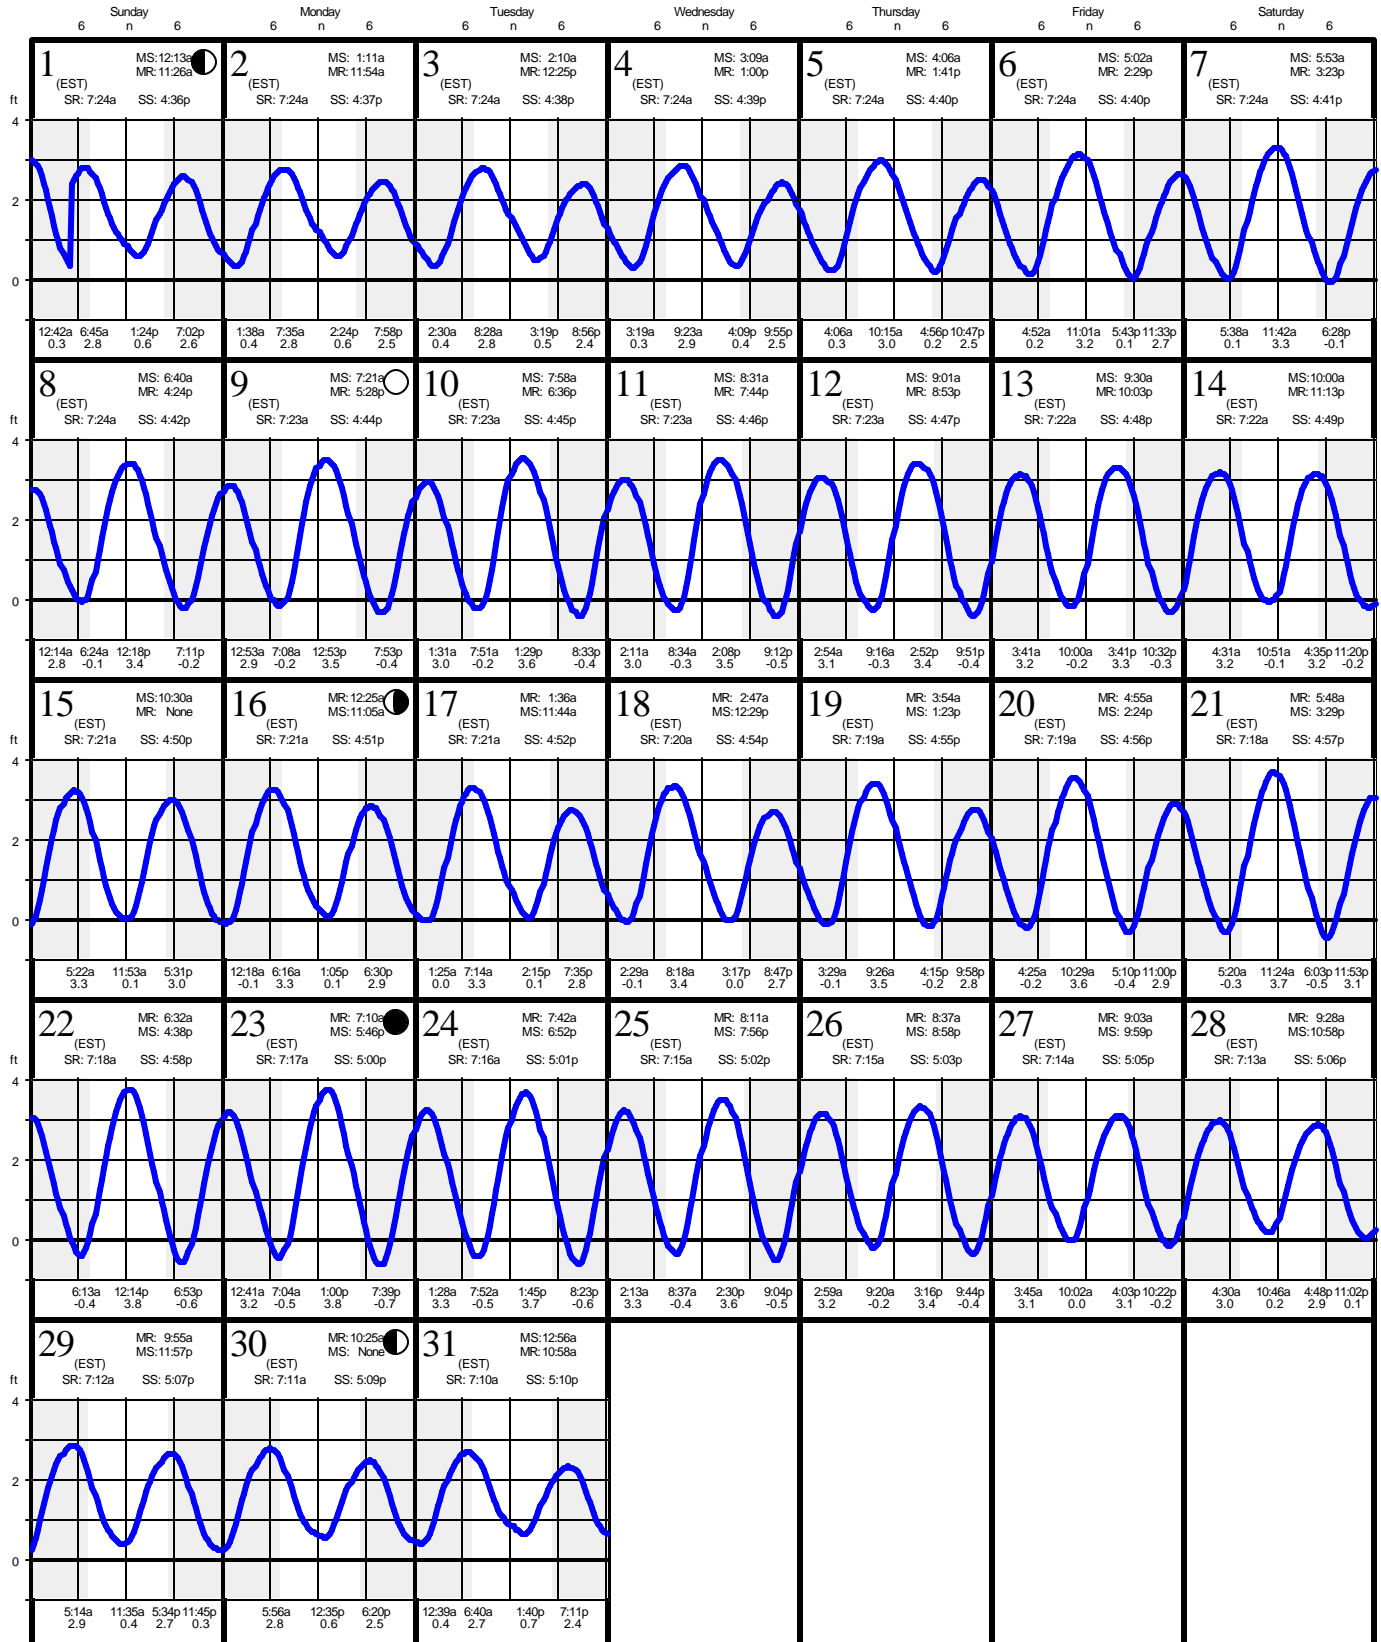 Sunday Monday Tuesday Wednesday Thursday Friday Saturday
6 n 6 6 n 6 6 n 6 6 n 6 6 n 6 6 n 6 6 n 6
1 MS:12:13a MR:11:26a (EST) SR: 7:24a SS: 4:36p
2 MS: 1:11a MR:11:54a (EST) SR: 7:24a SS: 4:37p
3 MS: 2:10a MR:12:25p (EST) SR: 7:24a SS: 4:38p
4 MS: 3:09a MR: 1:00p (EST) SR: 7:24a SS: 4:39p
5 MS: 4:06a MR: 1:41p (EST) SR: 7:24a SS: 4:40p
6 MS: 5:02a MR: 2:29p (EST) SR: 7:24a SS: 4:40p
7 MS: 5:53a MR: 3:23p (EST) SR: 7:24a SS: 4:41p
ft
4
2
0
12:42a 6:45a 1:24p 7:02p 1:38a 7:35a 2:24p 7:58p 2:30a 8:28a 3:19p 8:56p 3:19a 9:23a 4:09p 9:55p 4:06a 10:15a 4:56p 10:47p 4:52a 11:01a 5:43p 11:33p 5:38a 11:42a 6:28p
0.3 2.8 0.6 2.6 0.4 2.8 0.6 2.5 0.4 2.8 0.5 2.4 0.3 2.9 0.4 2.5 0.3 3.0 0.2 2.5 0.2 3.2 0.1 2.7 0.1 3.3 -0.1
8 MS: 6:40a MR: 4:24p (EST) SR: 7:24a SS: 4:42p
9 MS: 7:21a MR: 5:28p (EST) SR: 7:23a SS: 4:44p
10 MS: 7:58a MR: 6:36p (EST) SR: 7:23a SS: 4:45p
11 MS: 8:31a MR: 7:44p (EST) SR: 7:23a SS: 4:46p
12 MS: 9:01a MR: 8:53p (EST) SR: 7:23a SS: 4:47p
13 MS: 9:30a MR:10:03p (EST) SR: 7:22a SS: 4:48p
14 MS:10:00a MR:11:13p (EST) SR: 7:22a SS: 4:49p
ft
4
2
0
12:14a 6:24a 12:18p 7:11p 12:53a 7:08a 12:53p 7:53p 1:31a 7:51a 1:29p 8:33p 2:11a 8:34a 2:08p 9:12p 2:54a 9:16a 2:52p 9:51p 3:41a 10:00a 3:41p 10:32p 4:31a 10:51a 4:35p 11:20p
2.8 -0.1 3.4 -0.2 2.9 -0.2 3.5 -0.4 3.0 -0.2 3.6 -0.4 3.0 -0.3 3.5 -0.5 3.1 -0.3 3.4 -0.4 3.2 -0.2 3.3 -0.3 3.2 -0.1 3.2 -0.2
15 MS:10:30a MR: None (EST) SR: 7:21a SS: 4:50p
16 MR:12:25a MS:11:05a (EST) SR: 7:21a SS: 4:51p
17 MR: 1:36a MS:11:44a (EST) SR: 7:21a SS: 4:52p
18 MR: 2:47a MS:12:29p (EST) SR: 7:20a SS: 4:54p
19 MR: 3:54a MS: 1:23p (EST) SR: 7:19a SS: 4:55p
20 MR: 4:55a MS: 2:24p (EST) SR: 7:19a SS: 4:56p
21 MR: 5:48a MS: 3:29p (EST) SR: 7:18a SS: 4:57p
ft
4
2
0
5:22a 11:53a 5:31p 12:18a 6:16a 1:05p 6:30p 1:25a 7:14a 2:15p 7:35p 2:29a 8:18a 3:17p 8:47p 3:29a 9:26a 4:15p 9:58p 4:25a 10:29a 5:10p 11:00p 5:20a 11:24a 6:03p 11:53p
3.3 0.1 3.0 -0.1 3.3 0.1 2.9 0.0 3.3 0.1 2.8 -0.1 3.4 0.0 2.7 -0.1 3.5 -0.2 2.8 -0.2 3.6 -0.4 2.9 -0.3 3.7 -0.5 3.1
22 MR: 6:32a MS: 4:38p (EST) SR: 7:18a SS: 4:58p
23 MR: 7:10a MS: 5:46p (EST) SR: 7:17a SS: 5:00p
24 MR: 7:42a MS: 6:52p (EST) SR: 7:16a SS: 5:01p
25 MR: 8:11a MS: 7:56p (EST) SR: 7:15a SS: 5:02p
26 MR: 8:37a MS: 8:58p (EST) SR: 7:15a SS: 5:03p
27 MR: 9:03a MS: 9:59p (EST) SR: 7:14a SS: 5:05p
28 MR: 9:28a MS:10:58p (EST) SR: 7:13a SS: 5:06p
ft
4
2
0
6:13a 12:14p 6:53p 12:41a 7:04a 1:00p 7:39p 1:28a 7:52a 1:45p 8:23p 2:13a 8:37a 2:30p 9:04p 2:59a 9:20a 3:16p 9:44p 3:45a 10:02a 4:03p 10:22p 4:30a 10:46a 4:48p 11:02p
-0.4 3.8 -0.6 3.2 -0.5 3.8 -0.7 3.3 -0.5 3.7 -0.6 3.3 -0.4 3.6 -0.5 3.2 -0.2 3.4 -0.4 3.1 0.0 3.1 -0.2 3.0 0.2 2.9 0.1
29 MR: 9:55a MS:11:57p (EST) SR: 7:12a SS: 5:07p
30 MR:10:25a MS: None (EST) SR: 7:11a SS: 5:09p
31 MS:12:56a MR:10:58a (EST) SR: 7:10a SS: 5:10p
ft
4
2
0
5:14a 11:35a 5:34p 11:45p 5:56a 12:35p 6:20p 12:39a 6:40a 1:40p 7:11p
2.9 0.4 2.7 0.3 2.8 0.6 2.5 0.4 2.7 0.7 2.4